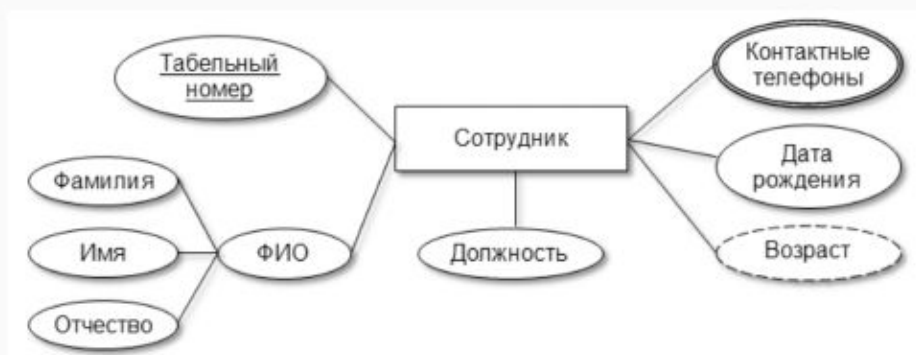 Табельный
номер
Контактные
телефоны
Сотрудник
Дата
рождения
Фамилия
Имя
ФИО
Должность
Возраст
Отчество